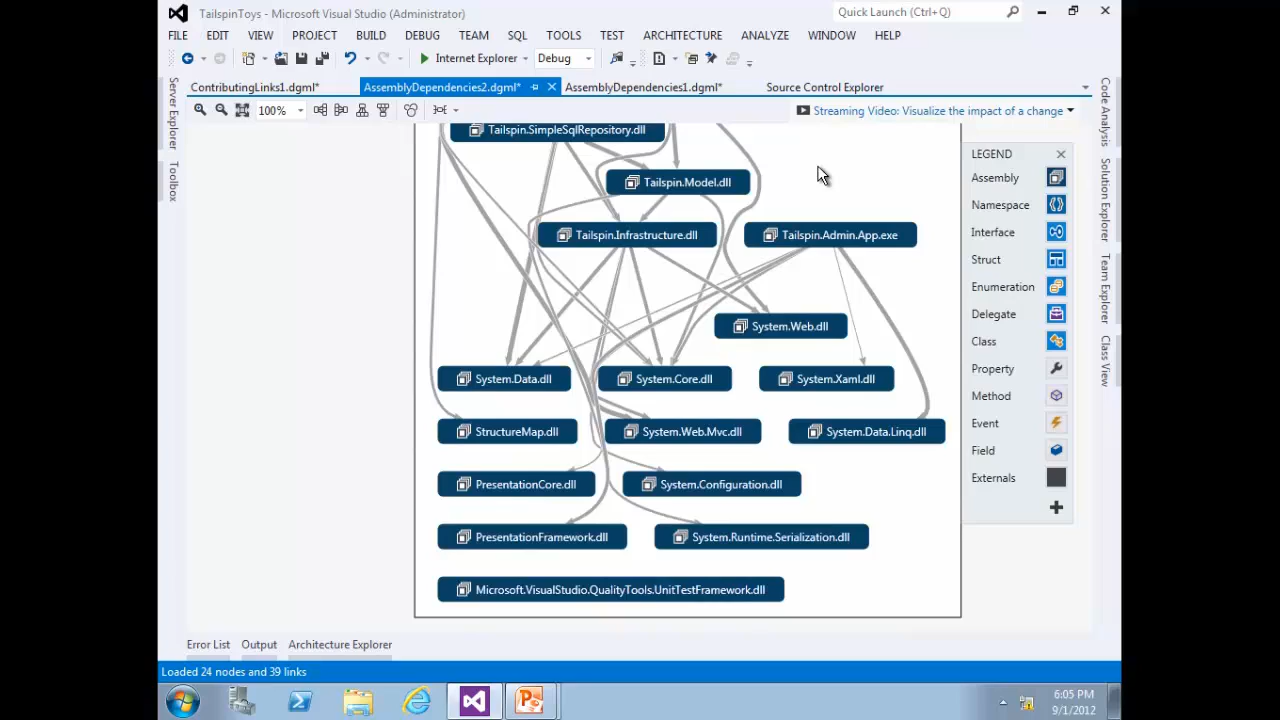 TailspinToys - Microsoft Visual Studio (Administrator)
Quick Launch (Ctrl+Q)
FILE EDIT VIEW PROJECT BUILD DEBUG TEAM SQL TOOLS TEST ARCHITECTURE ANALYZE WINDOW HELP
Internet Explorer Debug
ContributingLinks1.dgml* AssemblyDependencies2.dgml* AssemblyDependencies1.dgml* Source Control Explorer
100% Streaming Video: Visualize the impact of a change
Server Explorer
Toolbox
Tailspin.SimpleSqlRepository.dll
Tailspin.Model.dll
Tailspin.Infrastructure.dll
Tailspin.Admin.App.exe
System.Web.dll
System.Data.dll
System.Core.dll
System.Xaml.dll
StructureMap.dll
System.Web.Mvc.dll
System.Data.Linq.dll
PresentationCore.dll
System.Configuration.dll
PresentationFramework.dll
System.Runtime.Serialization.dll
Microsoft.VisualStudio.QualityTools.UnitTestFramework.dll
LEGEND
Assembly
Namespace
Interface
Struct
Enumeration
Delegate
Class
Property
Method
Event
Field
Externals
Code Analysis
Solution Explorer
Team Explorer
Class View
Error List Output Architecture Explorer
Loaded 24 nodes and 39 links
6:05 PM
9/1/2012